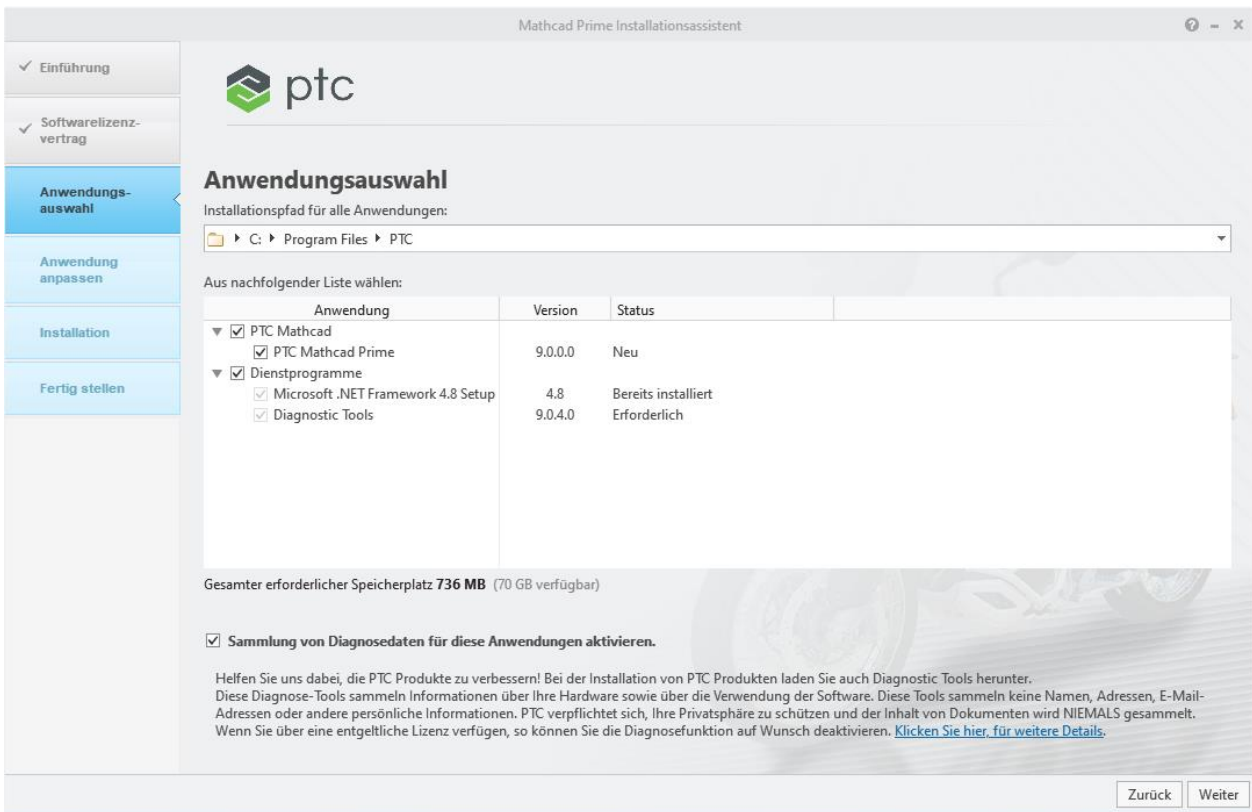 Mathcad Prime Installationsassistent
Einführung
Softwarelizenz-
vertrag
Anwendungs-
auswahl
Anwendung
anpassen
Installation
Fertig stellen
ptc
Anwendungsauswahl
Installationspfad für alle Anwendungen:
C: Program Files PTC
Aus nachfolgender Liste wählen:
Anwendung Version Status
PTC Mathcad
PTC Mathcad Prime 9.0.0.0 Neu
Dienstprogramme
Microsoft .NET Framework 4.8 Setup 4.8 Bereits installiert
Diagnostic Tools 9.0.4.0 Erforderlich
Gesamter erforderlicher Speicherplatz 736 MB (70 GB verfügbar)
Sammlung von Diagnosedaten für diese Anwendungen aktivieren.
Helfen Sie uns dabei, die PTC Produkte zu verbessern! Bei der Installation von PTC Produkten laden Sie auch Diagnostic Tools herunter.
Diese Diagnose-Tools sammeln Informationen über Ihre Hardware sowie über die Verwendung der Software. Diese Tools sammeln keine Namen, Adressen, E-Mail-
Adressen oder andere persönliche Informationen. PTC verpflichtet sich, Ihre Privatsphäre zu schützen und der Inhalt von Dokumenten wird NIEMALS gesammelt.
Wenn Sie über eine entgeltliche Lizenz verfügen, so können Sie die Diagnosefunktion auf Wunsch deaktivieren. Klicken Sie hier, für weitere Details.
Zurück Weiter